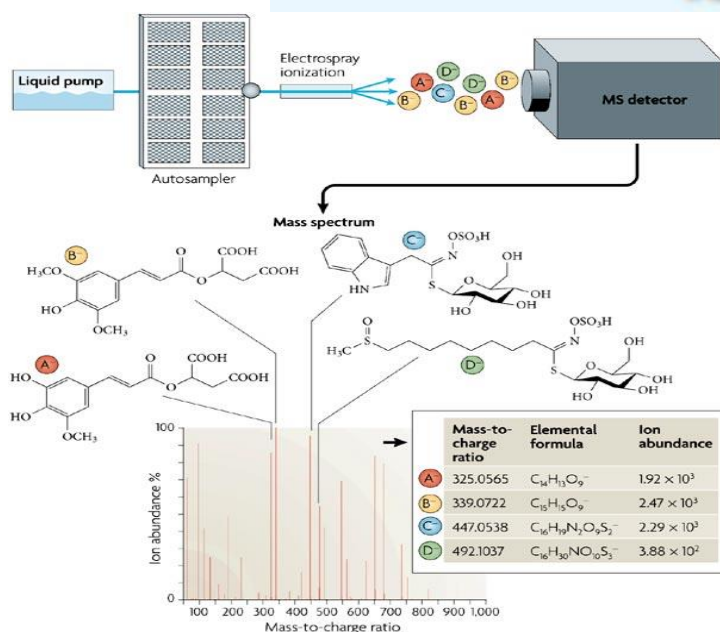 Electrospray
ionization
Liquid pump
MS detector
Autosampler
Mass spectrum
A⁻
D⁻
D⁻
B⁻
C⁻
B⁻
B⁻
A⁻
B⁻
H₃CO
HO
OCH₃
O
O
COOH
COOH
C⁻
HN
OSO₃H
N
S
O
OH
OH
OH
HO
A⁻
HO
HO
OCH₃
O
O
COOH
COOH
D⁻
O
S
H₃C
OSO₃H
N
S
O
OH
OH
OH
HO
Mass-to-charge ratio Elemental formula Ion abundance
A⁻ 325.0565 C₁₄H₁₃O₉⁻ 1.92 × 10³
B⁻ 339.0722 C₁₅H₁₅O₉⁻ 2.47 × 10³
C⁻ 447.0538 C₁₆H₁₉N₂O₉S₂⁻ 2.29 × 10³
D⁻ 492.1037 C₁₆H₃₀NO₁₀S₃⁻ 3.88 × 10²
Ion abundance %
100
0
100 200 300 400 500 600 700 800 900 1,000
Mass-to-charge ratio